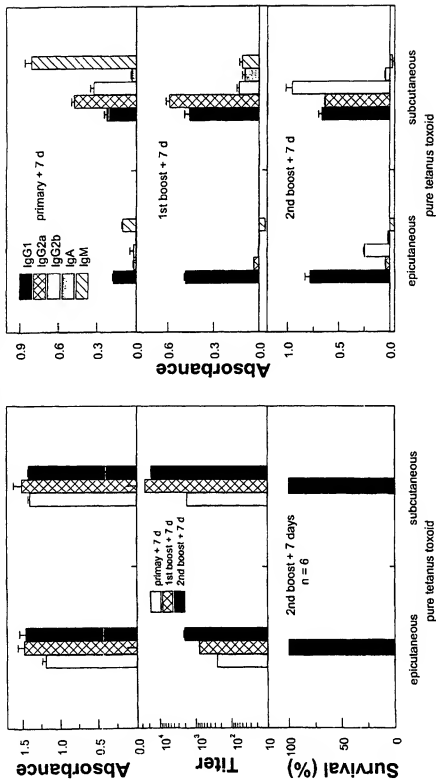 Absorbance
1.5
1.0
0.5
0.0
Titer
10⁴
10³
10²
10
primay + 7 d
1st boost + 7 d
2nd boost + 7 d
Survival (%)
100
50
0
2nd boost + 7 days
n = 6
epicutaneous
subcutaneous
pure tetanus toxoid
Absorbance
0.9
0.6
0.3
0.0
IgG1
IgG2a
IgG2b
IgA
IgM
primary + 7 d
0.6
0.3
0.0
1st boost + 7 d
1.0
0.5
0.0
2nd boost + 7 d
epicutaneous
subcutaneous
pure tetanus toxoid